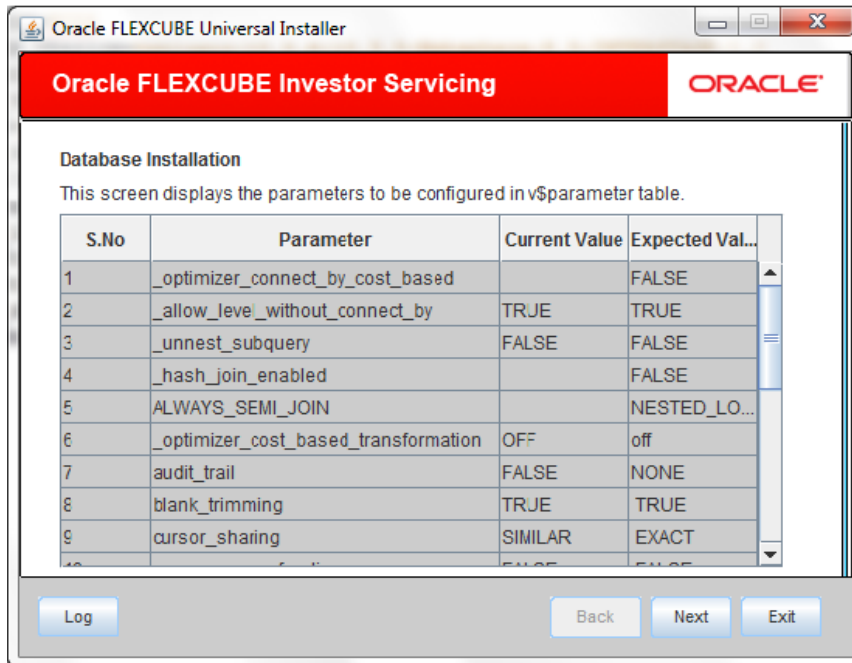 Oracle FLEXCUBE Universal Installer
Oracle FLEXCUBE Investor Servicing ORACLE
Database Installation
This screen displays the parameters to be configured in v$parameter table.
S.No Parameter Current Value Expected Val...
1 _optimizer_connect_by_cost_based FALSE
2 _allow_level_without_connect_by TRUE TRUE
3 _unnest_subquery FALSE FALSE
4 _hash_join_enabled FALSE
5 ALWAYS_SEMI_JOIN NESTED_LO...
6 _optimizer_cost_based_transformation OFF off
7 audit_trail FALSE NONE
8 blank_trimming TRUE TRUE
9 cursor_sharing SIMILAR EXACT
10 FALSE FALSE
Log Back Next Exit